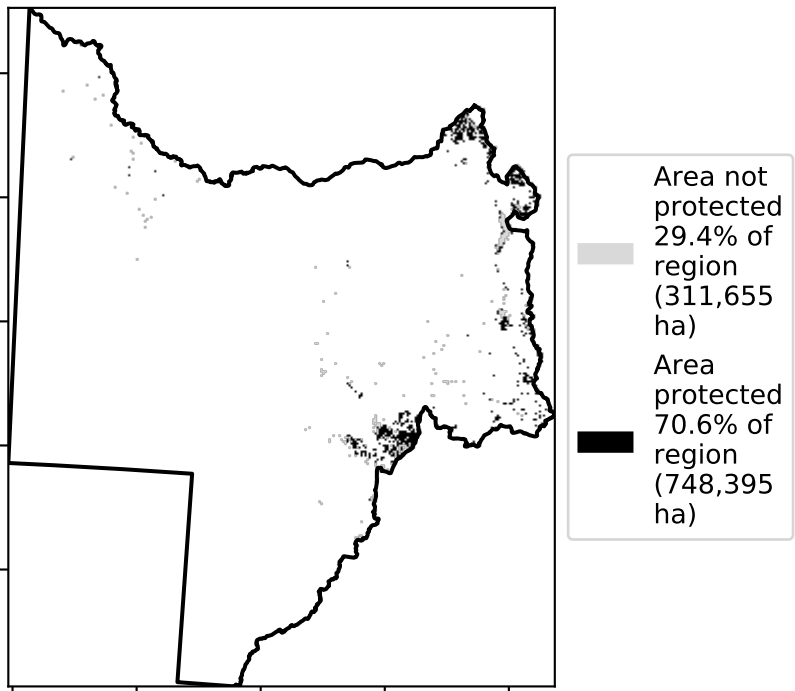 Area not
protected
29.4% of
region
(311,655
ha)
Area
protected
70.6% of
region
(748,395
ha)